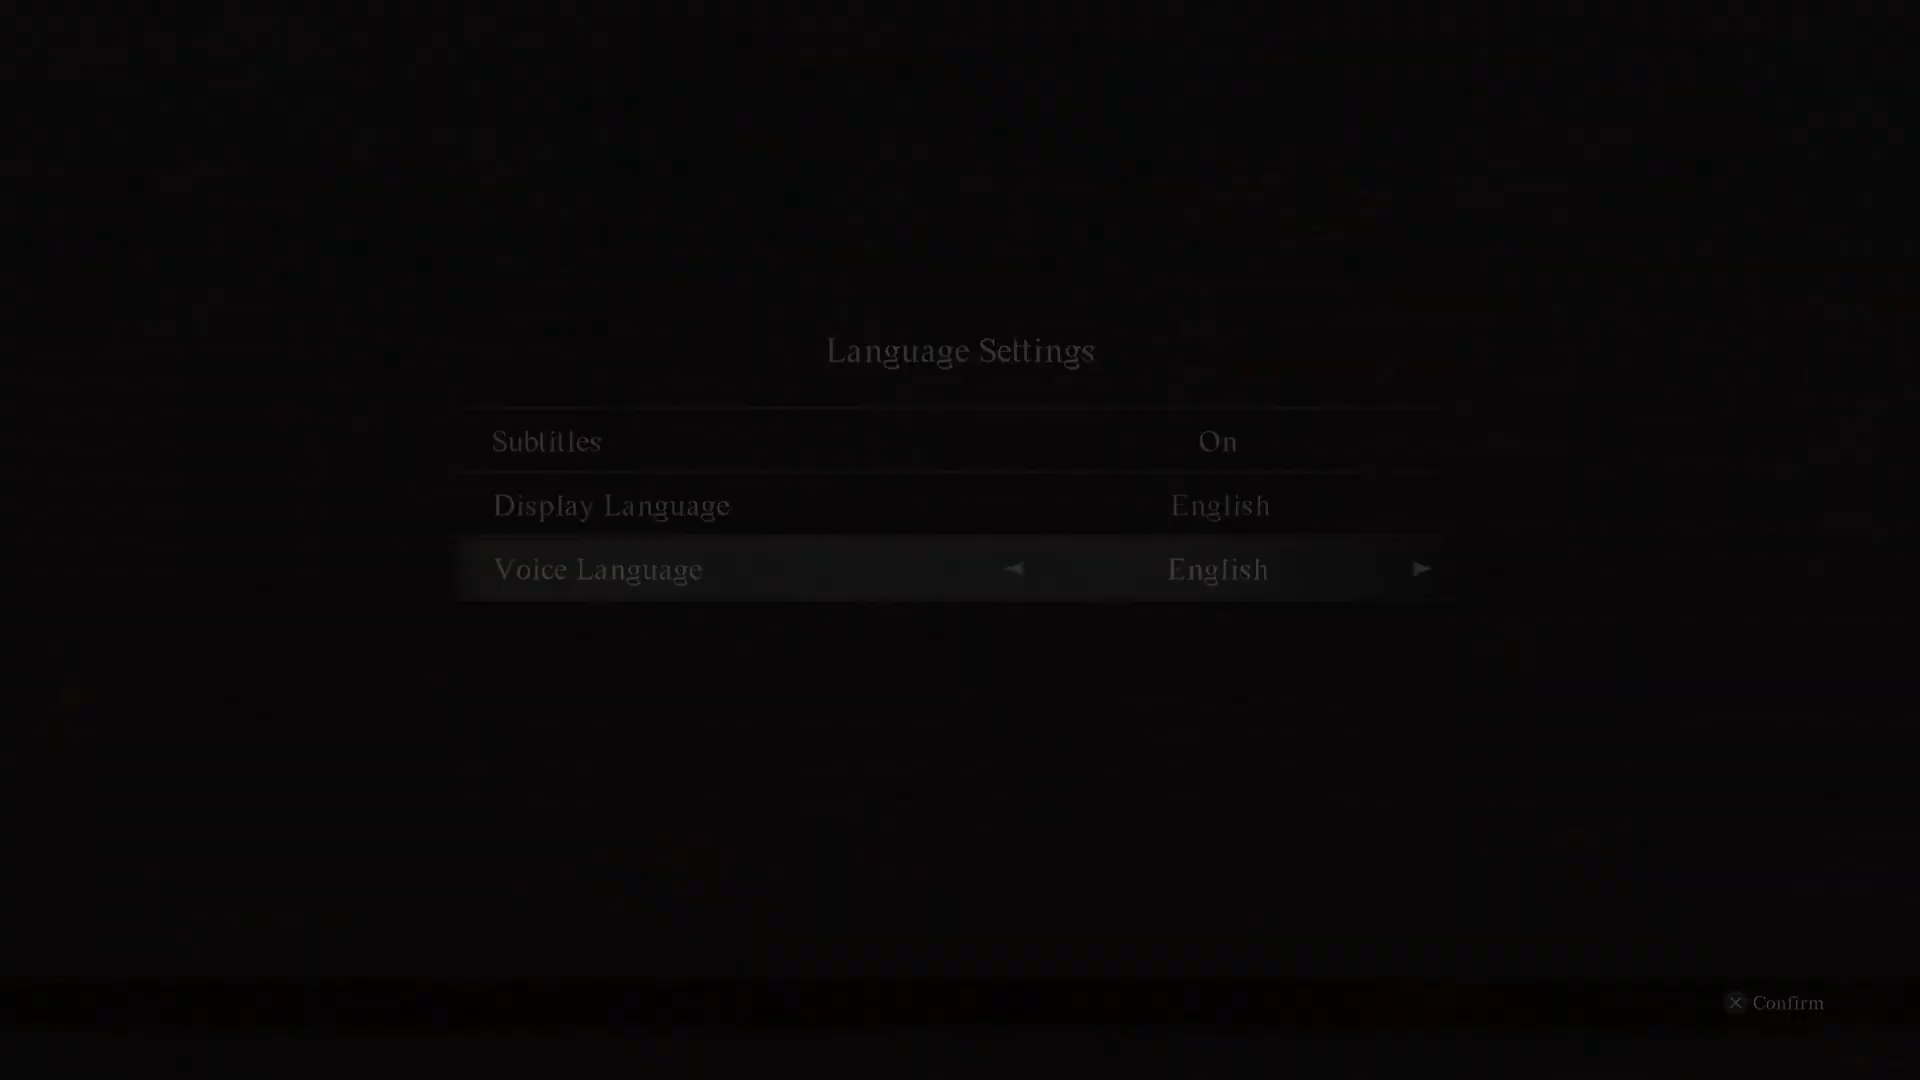 Language Settings
Subtitles On
Display Language English
Voice Language English
Confirm